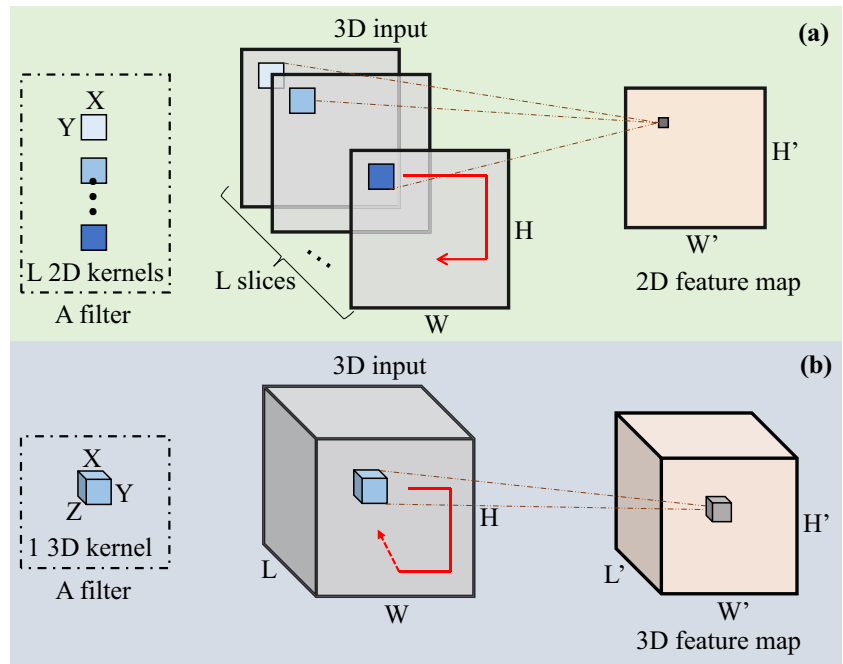 3D input
(a)
X
Y
L 2D kernels
A filter
L slices
H
W
H’
W’
2D feature map
3D input
(b)
X
Y
Z
1 3D kernel
A filter
L
H
W
L’
H’
W’
3D feature map